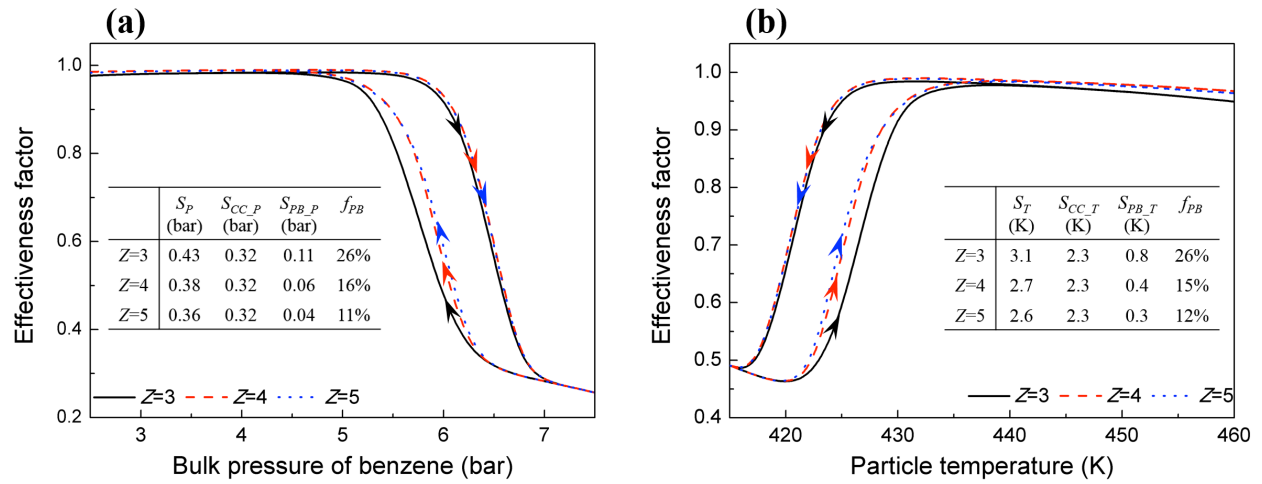 (a)
Effectiveness factor
1.0
0.8
0.6
0.4
0.2
S_P S_CC_P S_PB_P f_PB
(bar) (bar) (bar)
Z=3 0.43 0.32 0.11 26%
Z=4 0.38 0.32 0.06 16%
Z=5 0.36 0.32 0.04 11%
Z=3 Z=4 Z=5
3 4 5 6 7
Bulk pressure of benzene (bar)
(b)
Effectiveness factor
1.0
0.9
0.8
0.7
0.6
0.5
0.4
S_T S_CC_T S_PB_T f_PB
(K) (K) (K)
Z=3 3.1 2.3 0.8 26%
Z=4 2.7 2.3 0.4 15%
Z=5 2.6 2.3 0.3 12%
Z=3 Z=4 Z=5
420 430 440 450 460
Particle temperature (K)